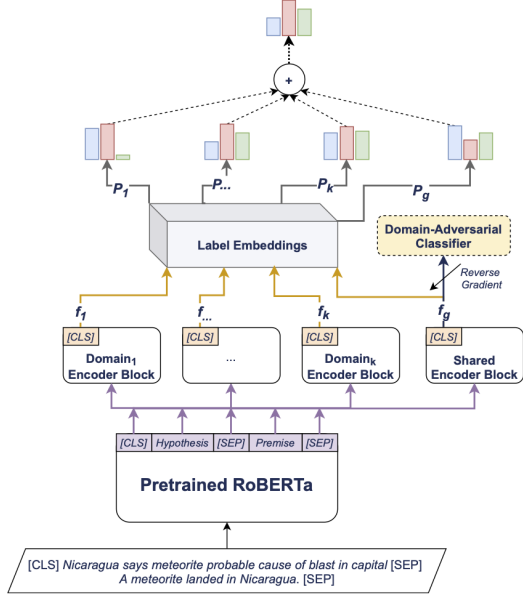 +
P1 P... Pk Pg
Label Embeddings
Domain-Adversarial
Classifier
Reverse
Gradient
f1 f... fk fg
[CLS] [CLS] [CLS] [CLS]
Domain1
Encoder Block
...
Domaink
Encoder Block
Shared
Encoder Block
[CLS] Hypothesis [SEP] Premise [SEP]
Pretrained RoBERTa
[CLS] Nicaragua says meteorite probable cause of blast in capital [SEP]
A meteorite landed in Nicaragua. [SEP]